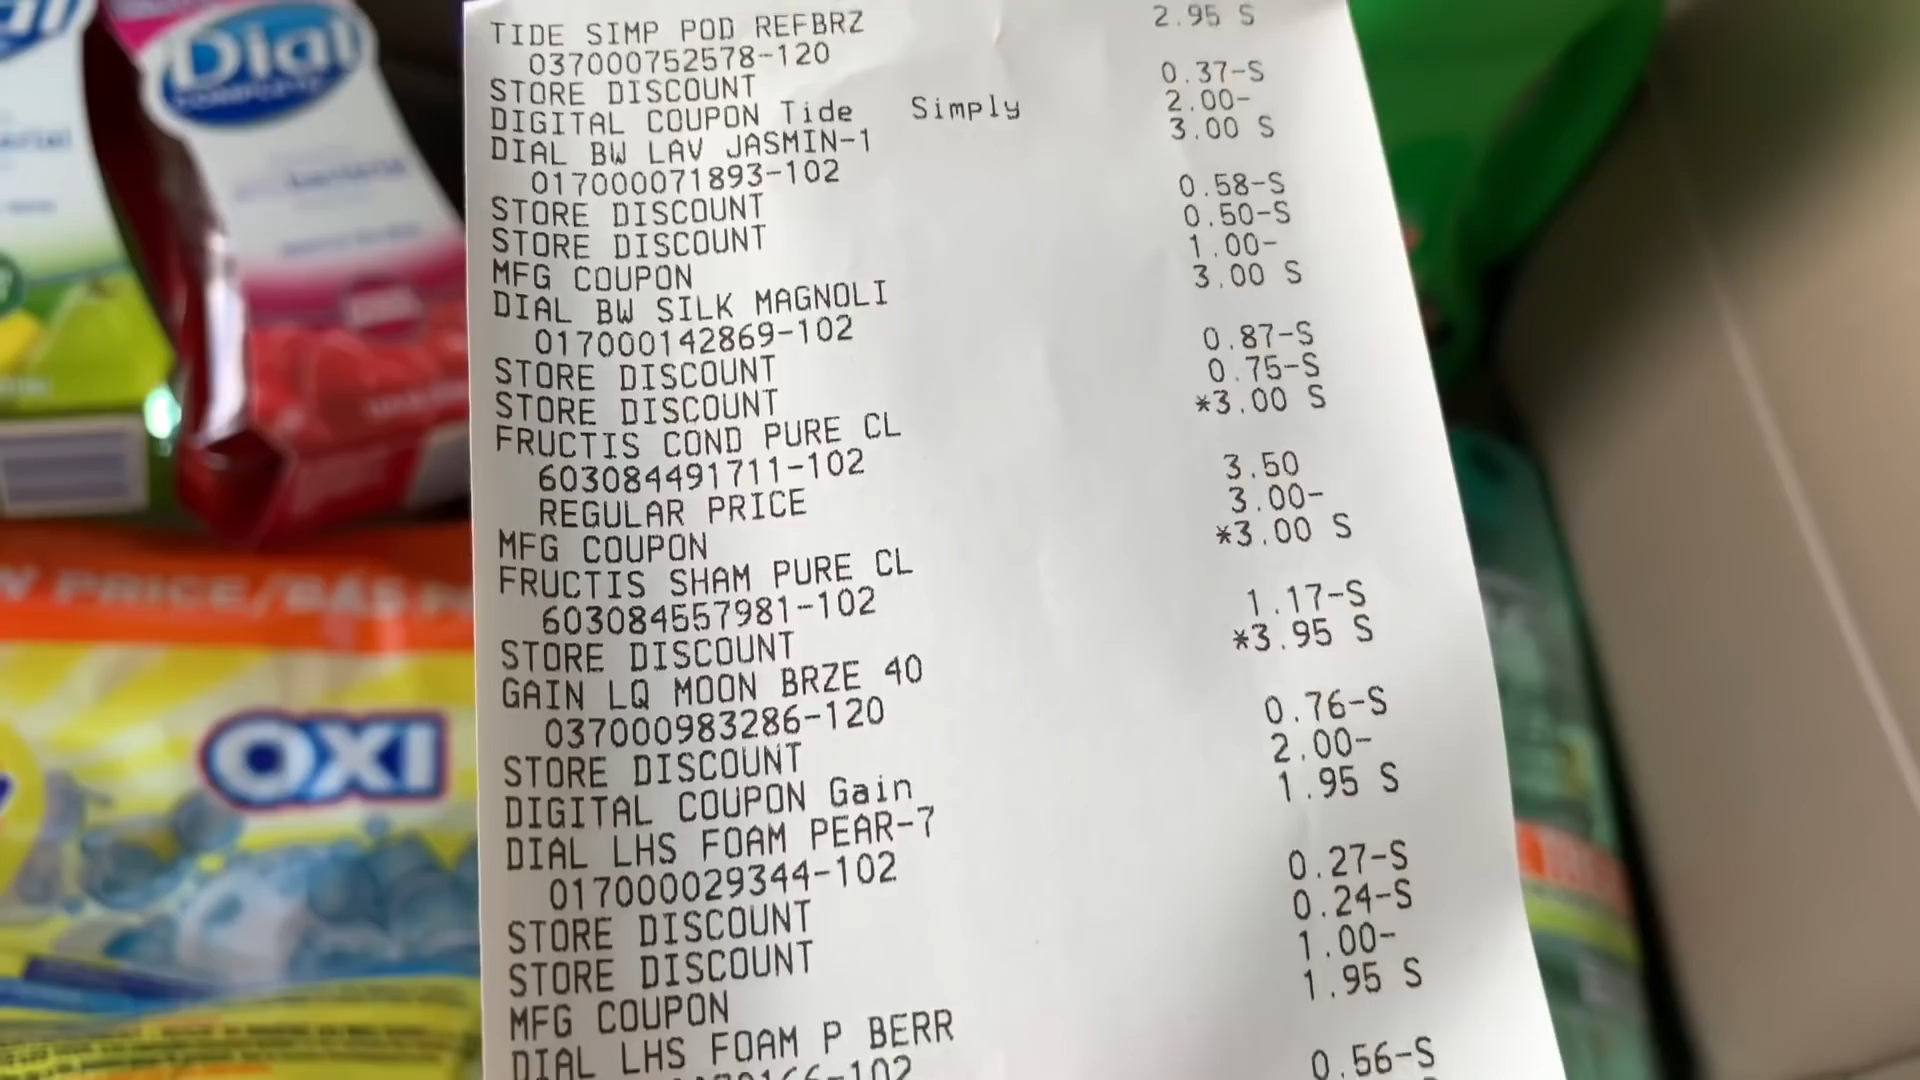 TIDE SIMP POD REFBRZ 2.95 S
037000752578-120
STORE DISCOUNT 0.37-S
DIGITAL COUPON Tide Simply 2.00-
DIAL BW LAV JASMIN-1 3.00 S
017000071893-102
STORE DISCOUNT 0.58-S
STORE DISCOUNT 0.50-S
MFG COUPON 1.00-
DIAL BW SILK MAGNOLI 3.00 S
017000142869-102
STORE DISCOUNT 0.87-S
STORE DISCOUNT 0.75-S
FRUCTIS COND PURE CL *3.00 S
603084491711-102
REGULAR PRICE 3.50
MFG COUPON 3.00-
FRUCTIS SHAM PURE CL *3.00 S
603084557981-102
STORE DISCOUNT 1.17-S
GAIN LQ MOON BRZE 40 *3.95 S
037000983286-120
STORE DISCOUNT 0.76-S
DIGITAL COUPON Gain 2.00-
DIAL LHS FOAM PEAR-7 1.95 S
017000029344-102
STORE DISCOUNT 0.27-S
STORE DISCOUNT 0.24-S
MFG COUPON 1.00-
DIAL LHS FOAM P BERR 1.95 S
0.56-S
Dial
COMPLETE
PRICE/
OXI